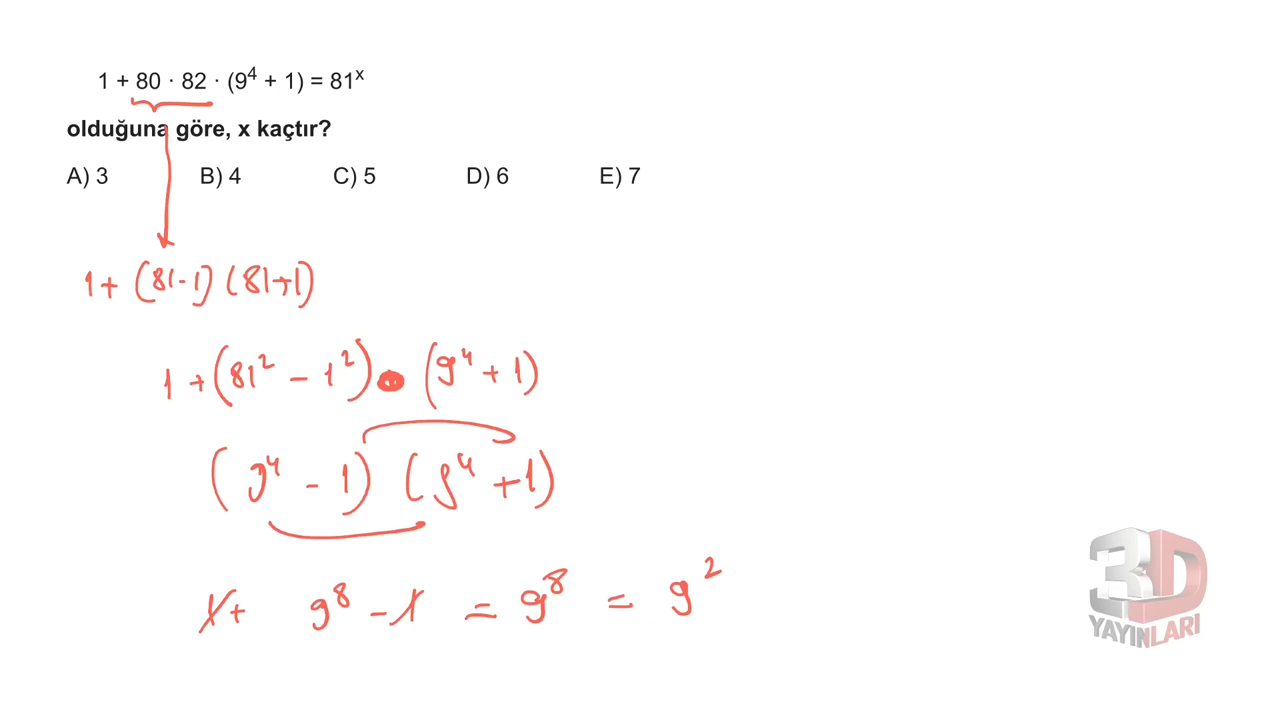 1 + 80 · 82 · (9⁴ + 1) = 81ˣ
olduğuna göre, x kaçtır?
A) 3 B) 4 C) 5 D) 6 E) 7
1 + (81-1) (81+1)
1 + (81² - 1²) · (9⁴ + 1)
(9⁴ - 1) (9⁴ + 1)
1 + 9⁸ - 1 = 9⁸ = 9²
3D
YAYINLARI